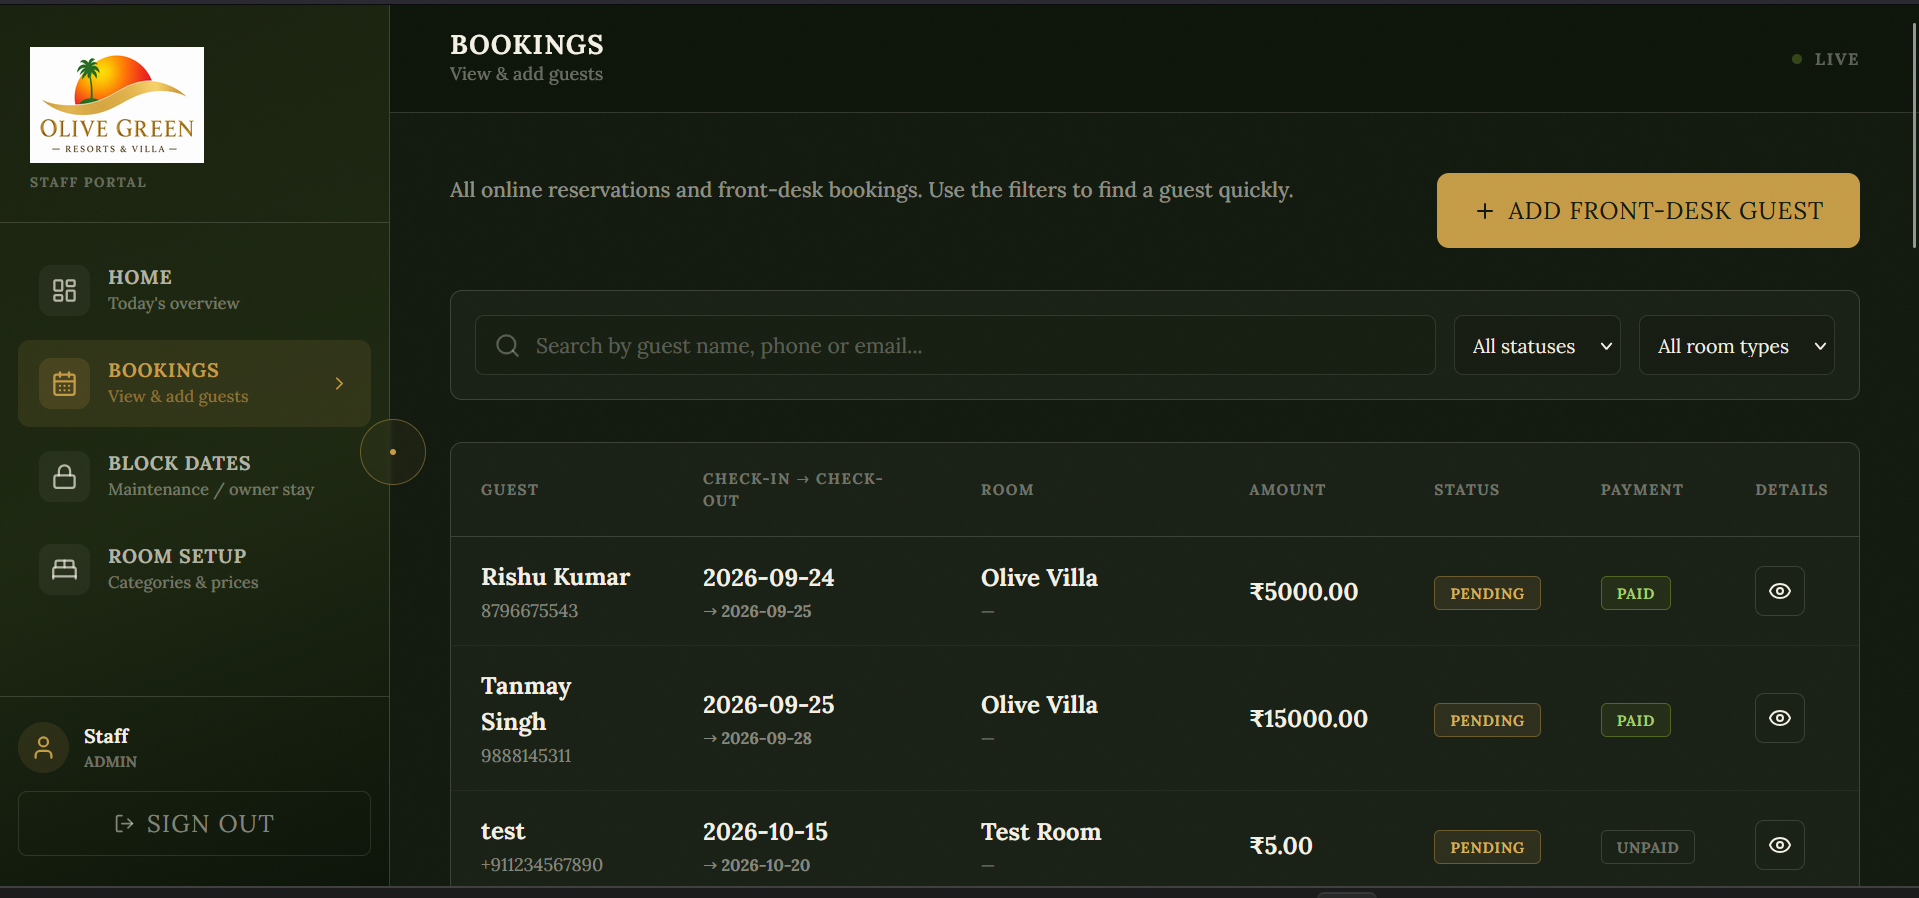 OLIVE GREEN
— RESORTS & VILLA —
STAFF PORTAL
HOME
Today's overview
BOOKINGS
View & add guests
BLOCK DATES
Maintenance / owner stay
ROOM SETUP
Categories & prices
Staff
ADMIN
SIGN OUT
BOOKINGS
View & add guests
LIVE
All online reservations and front-desk bookings. Use the filters to find a guest quickly.
+ ADD FRONT-DESK GUEST
Search by guest name, phone or email...
All statuses
All room types
GUEST
CHECK-IN → CHECK-
OUT
ROOM
AMOUNT
STATUS
PAYMENT
DETAILS
Rishu Kumar
8796675543
2026-09-24
→ 2026-09-25
Olive Villa
—
₹5000.00
PENDING
PAID
Tanmay
Singh
9888145311
2026-09-25
→ 2026-09-28
Olive Villa
—
₹15000.00
PENDING
PAID
test
+911234567890
2026-10-15
→ 2026-10-20
Test Room
—
₹5.00
PENDING
UNPAID